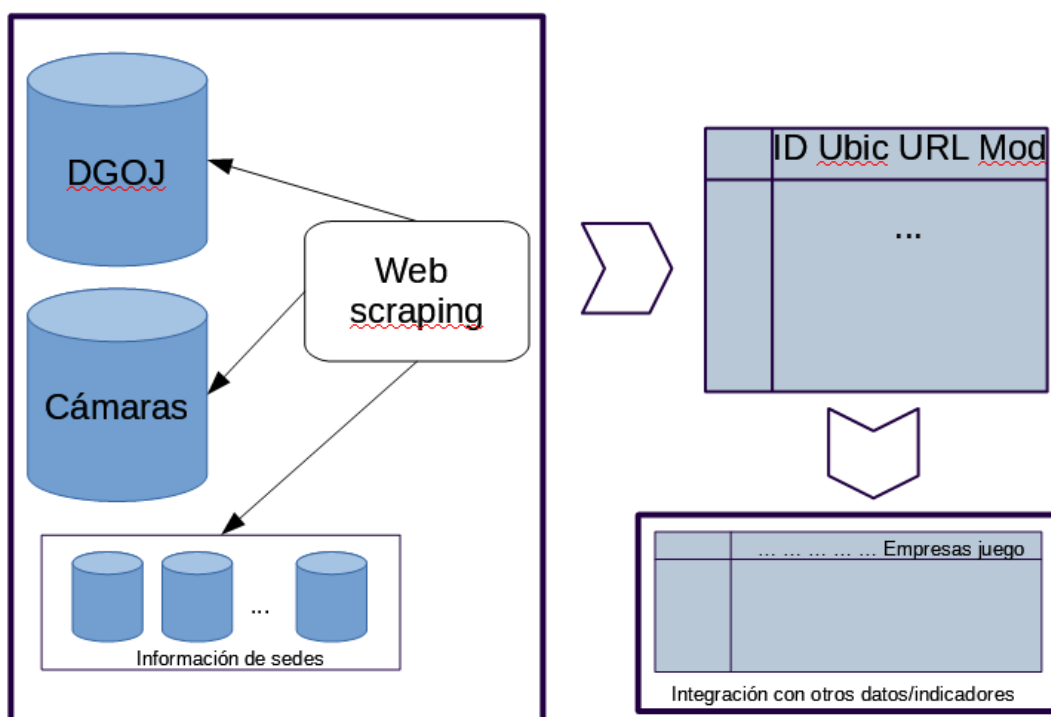 DGOJ
Web
scraping
Cámaras
...
Información de sedes
ID Ubic URL Mod
...
... ... ... ... ... Empresas juego
Integración con otros datos/indicadores